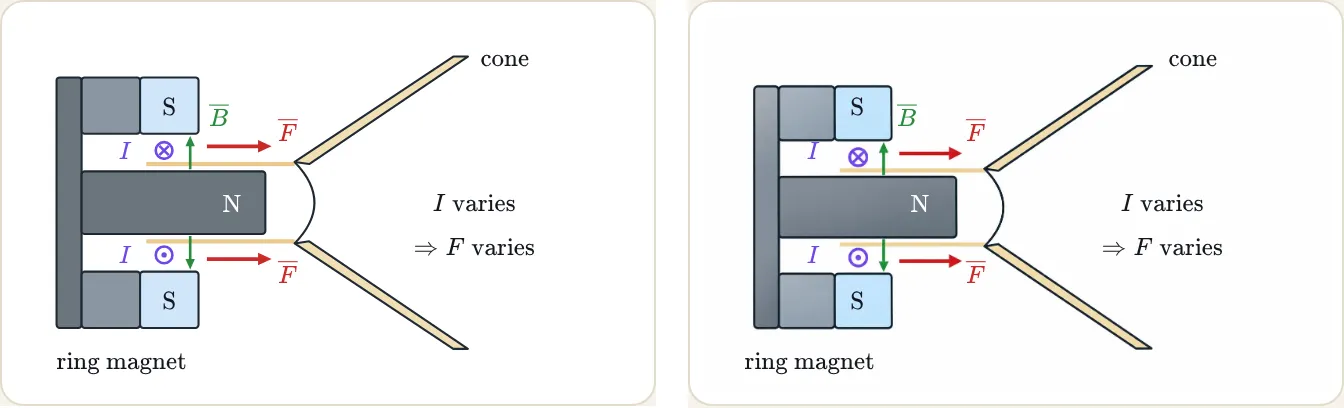 cone
S
B̅
F̅
I ⊗
N
I varies
⇒ F varies
I ⊙
F̅
S
ring magnet
cone
S
B̅
F̅
I ⊗
N
I varies
⇒ F varies
I ⊙
F̅
S
ring magnet